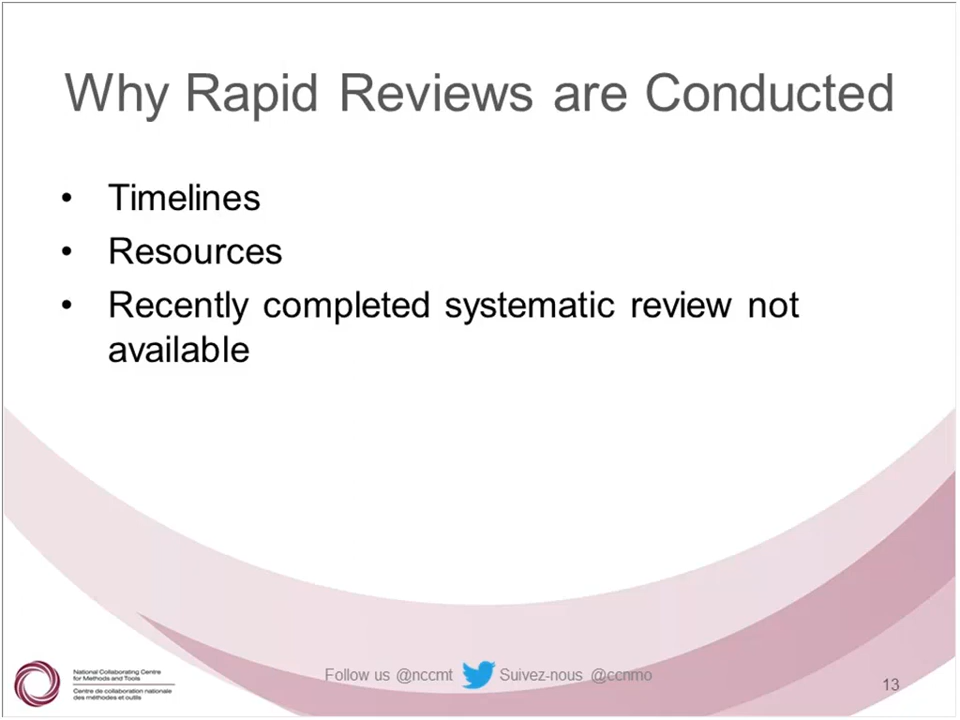 Why Rapid Reviews are Conducted
• Timelines
• Resources
• Recently completed systematic review not
available
National Collaborating Centre
for Methods and Tools
Centre de collaboration nationale
des méthodes et outils
Follow us @nccmt Suivez-nous @ccnmo
13